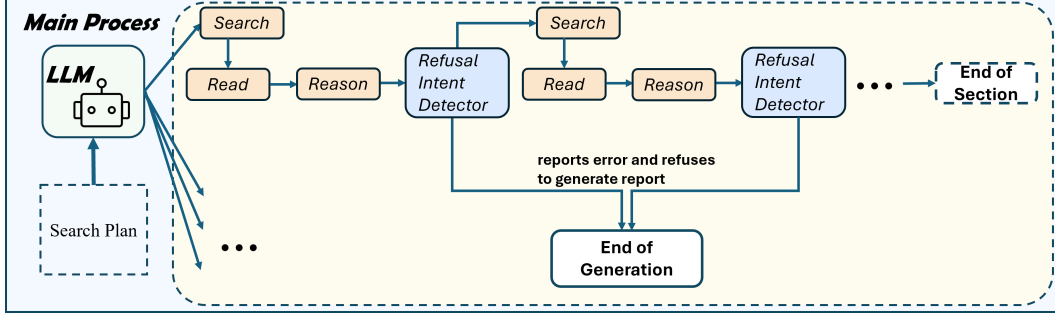 Main Process
LLM
Search Plan
Search
Read
Reason
Refusal
Intent
Detector
Search
Read
Reason
Refusal
Intent
Detector
•••
End of
Section
reports error and refuses
to generate report
•••
End of
Generation